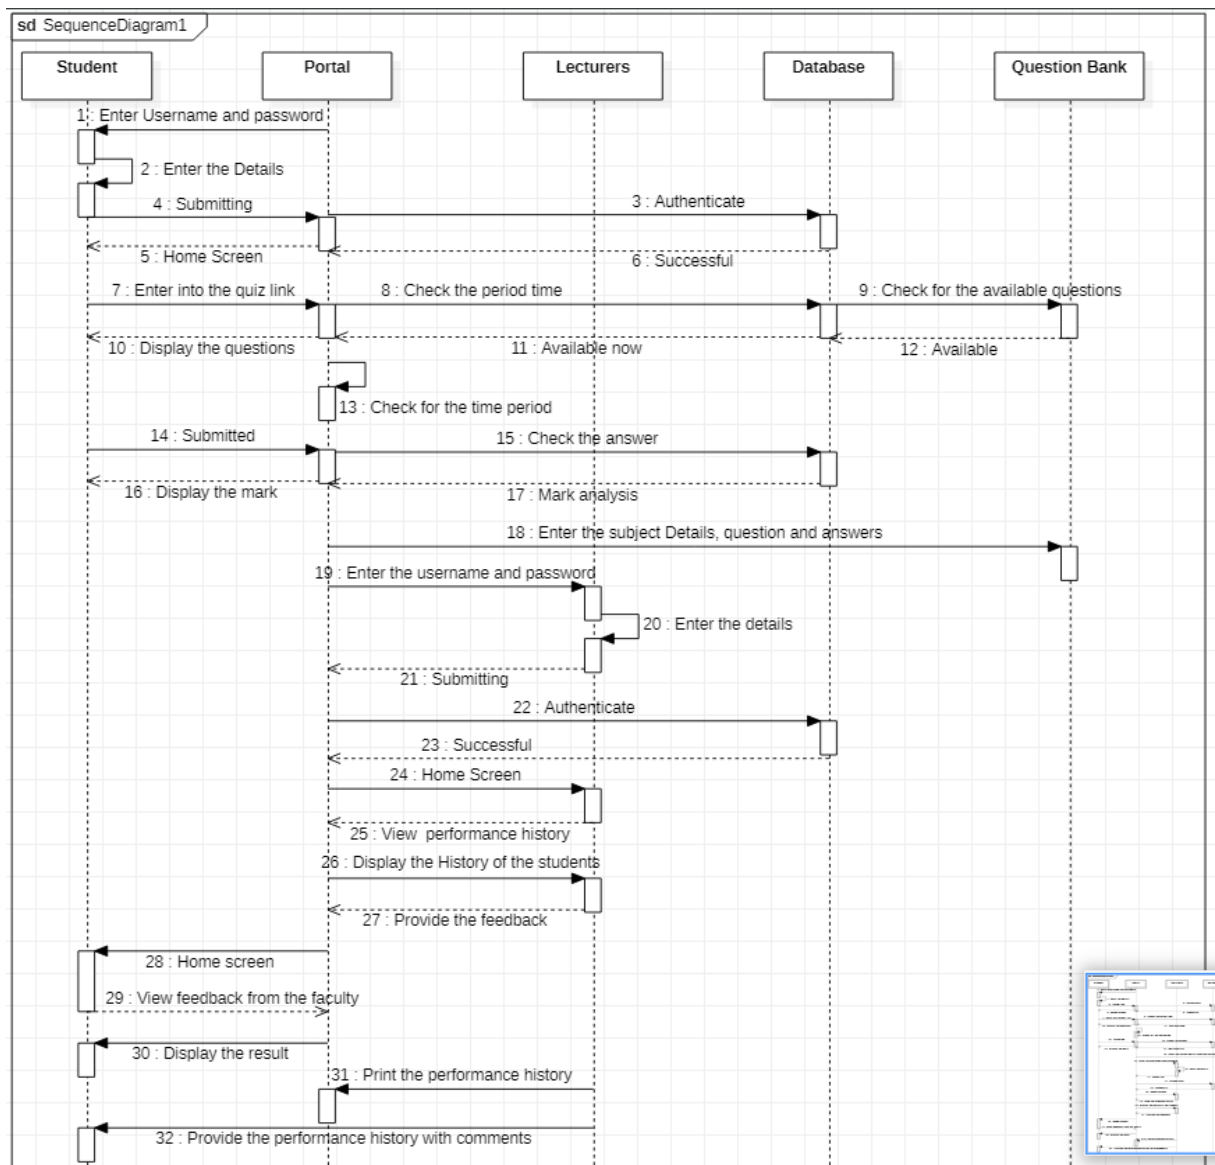 sd SequenceDiagram1
Student
Portal
Lecturers
Database
Question Bank
1 : Enter Username and password
2 : Enter the Details
3 : Authenticate
4 : Submitting
5 : Home Screen
6 : Successful
7 : Enter into the quiz link
8 : Check the period time
9 : Check for the available questions
10 : Display the questions
11 : Available now
12 : Available
13 : Check for the time period
14 : Submitted
15 : Check the answer
16 : Display the mark
17 : Mark analysis
18 : Enter the subject Details, question and answers
19 : Enter the username and password
20 : Enter the details
21 : Submitting
22 : Authenticate
23 : Successful
24 : Home Screen
25 : View  performance history
26 : Display the History of the students
27 : Provide the feedback
28 : Home screen
29 : View feedback from the faculty
30 : Display the result
31 : Print the performance history
32 : Provide the performance history with comments